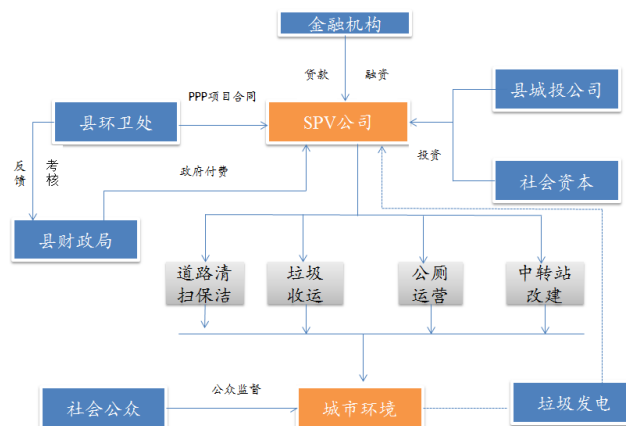 金融机构
贷款 融资
PPP项目合同
县环卫处
SPV公司
县城投公司
投资
反馈
考核
政府付费
社会资本
县财政局
道路清
扫保洁
垃圾
收运
公厕
运营
中转站
改建
公众监督
社会公众
城市环境
垃圾发电